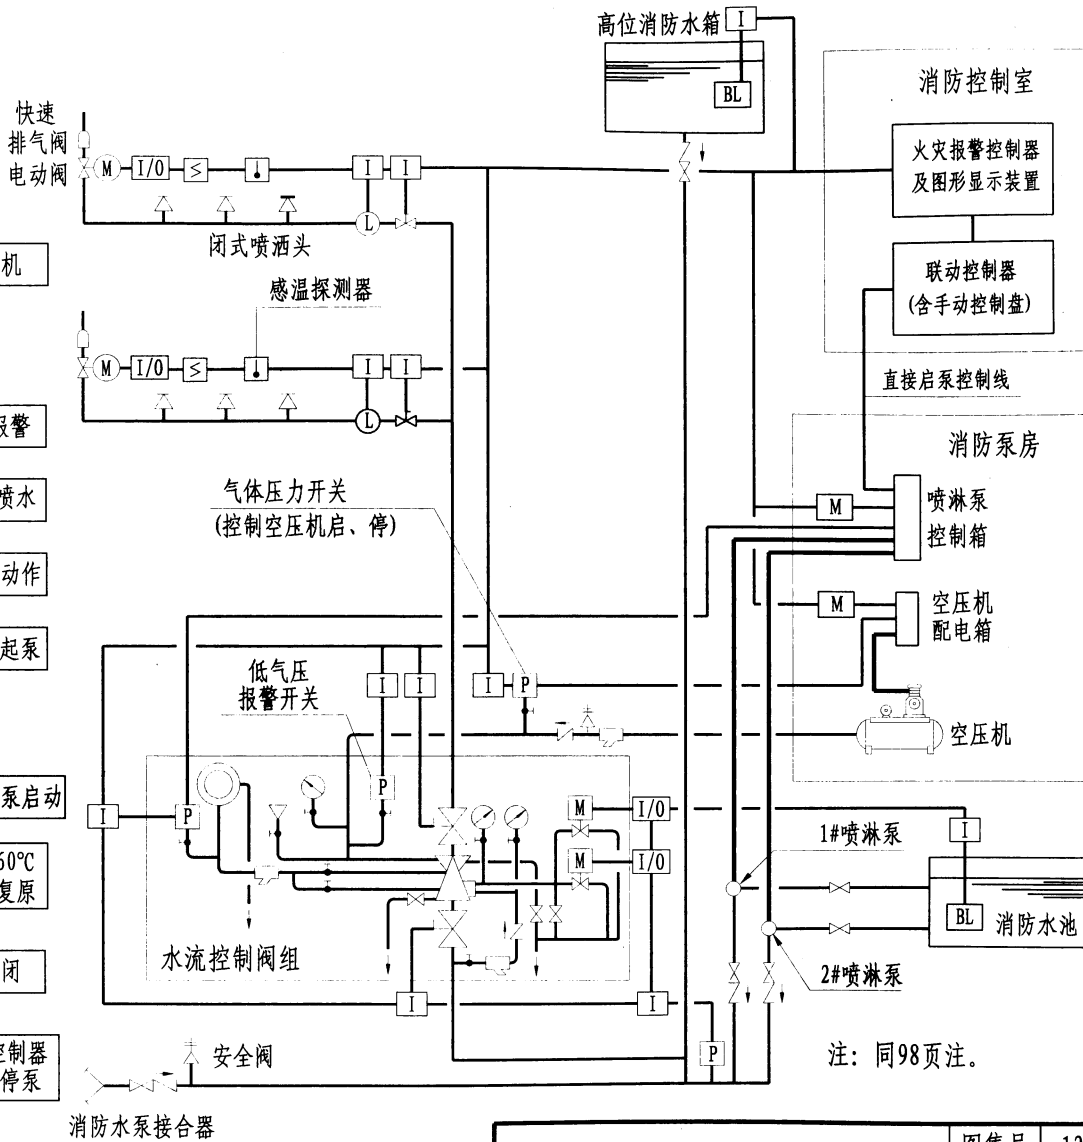 高位消防水箱
I
BL
消防控制室
火灾报警控制器
及图形显示装置
联动控制器
(含手动控制盘)
直接启泵控制线
快速
排气阀
电动阀
M
I/O
I
I
L
闭式喷洒头
感温探测器
M
I/O
I
I
L
机
报警
喷水
动作
起泵
泵启动
60℃
复原
闭
控制器
停泵
气体压力开关
(控制空压机启、停)
消防泵房
M
喷淋泵
控制箱
M
空压机
配电箱
空压机
低气压
报警开关
I
I
I
P
P
I
P
M
I/O
M
I/O
水流控制阀组
I
I
P
1#喷淋泵
2#喷淋泵
I
BL
消防水池
安全阀
消防水泵接合器
注: 同98页注。
图集号